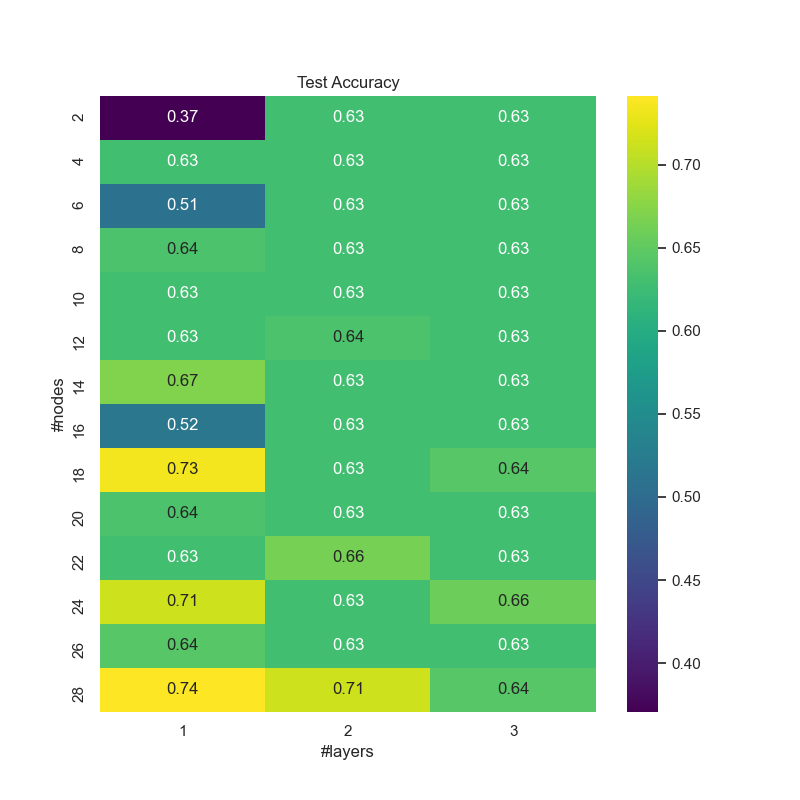 Test Accuracy
2 0.37 0.63 0.63
4 0.63 0.63 0.63
6 0.51 0.63 0.63
8 0.64 0.63 0.63
10 0.63 0.63 0.63
12 0.63 0.64 0.63
14 0.67 0.63 0.63
16 0.52 0.63 0.63
18 0.73 0.63 0.64
20 0.64 0.63 0.63
22 0.63 0.66 0.63
24 0.71 0.63 0.66
26 0.64 0.63 0.63
28 0.74 0.71 0.64
#nodes
1 2 3
#layers
0.70
0.65
0.60
0.55
0.50
0.45
0.40